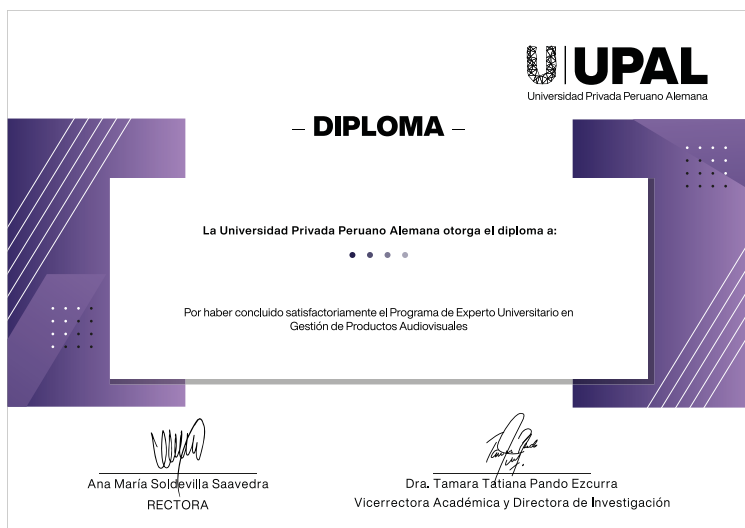 UPAL
Universidad Privada Peruano Alemana
– DIPLOMA –
La Universidad Privada Peruano Alemana otorga el diploma a:
Por haber concluido satisfactoriamente el Programa de Experto Universitario en
Gestión de Productos Audiovisuales
Ana María Soldevilla Saavedra
RECTORA
Dra. Tamara Tatiana Pando Ezcurra
Vicerrectora Académica y Directora de Investigación